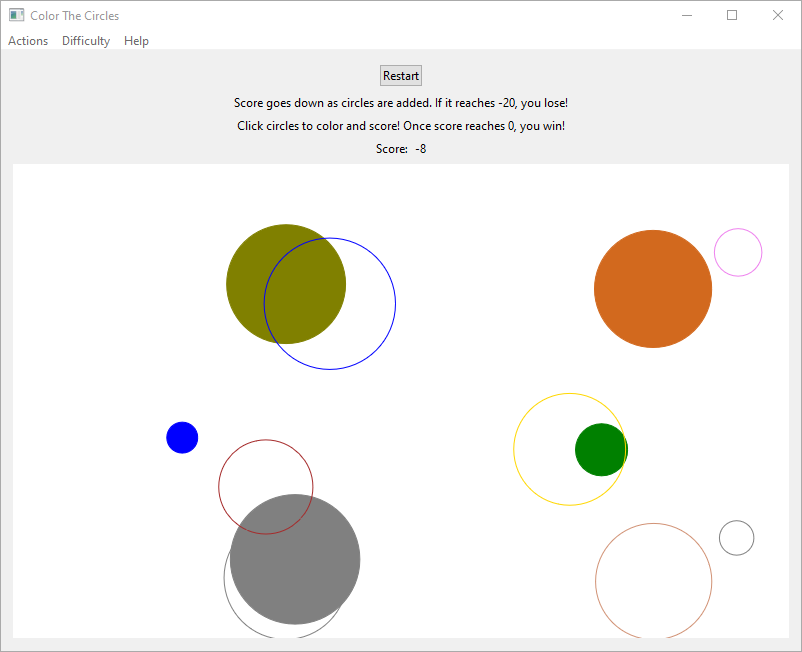 Color The Circles
Actions Difficulty Help
Restart
Score goes down as circles are added. If it reaches -20, you lose!
Click circles to color and score! Once score reaches 0, you win!
Score: -8